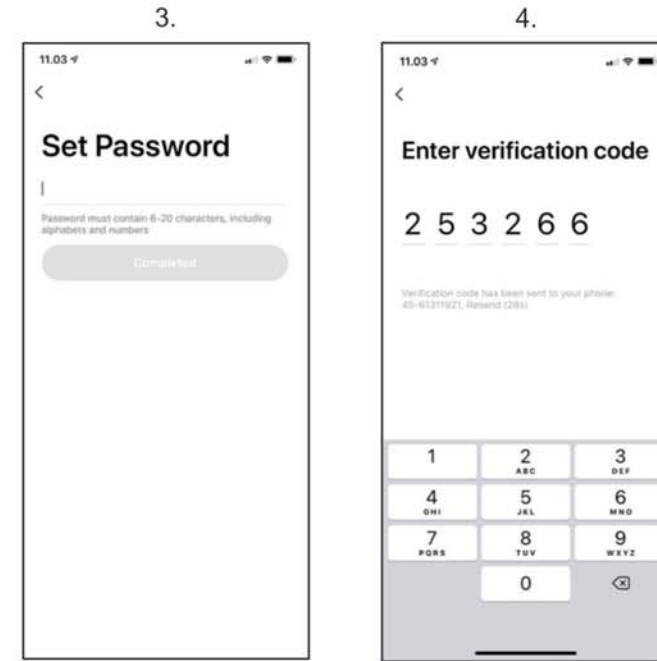 3.
11.03
Set Password
Password must contain 6-20 characters, including
alphabets and numbers
Completed
4.
11.03
Enter verification code
2 5 3 2 6 6
Verification code has been sent to your phone:
45-61311921, Resend (28s)
1
2
ABC
3
DEF
4
GHI
5
JKL
6
MNO
7
PQRS
8
TUV
9
WXYZ
0